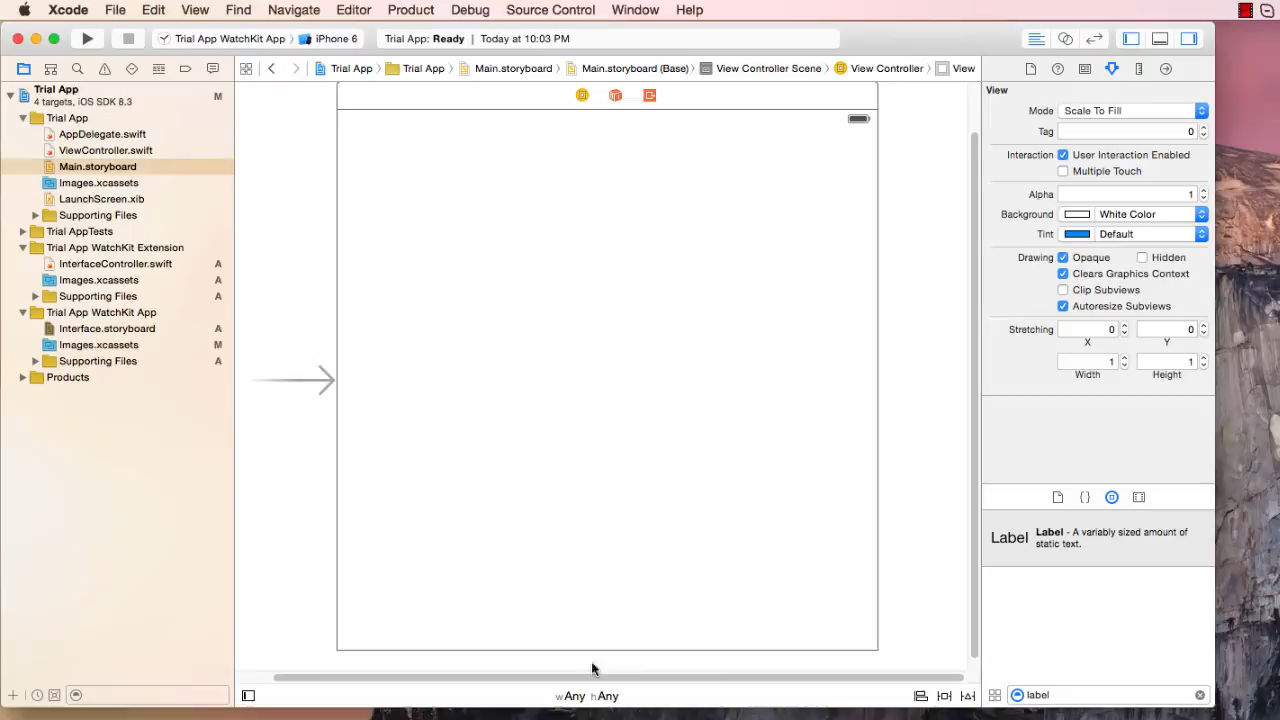 Xcode File Edit View Find Navigate Editor Product Debug Source Control Window Help
Trial App WatchKit App iPhone 6 Trial App: Ready Today at 10:03 PM
Trial App Trial App Main.storyboard Main.storyboard (Base) View Controller Scene View Controller View
Trial App M
4 targets, iOS SDK 8.3
Trial App
AppDelegate.swift
ViewController.swift
Main.storyboard
Images.xcassets
LaunchScreen.xib
Supporting Files
Trial AppTests
Trial App WatchKit Extension
InterfaceController.swift A
Images.xcassets A
Supporting Files A
Trial App WatchKit App
Interface.storyboard A
Images.xcassets M
Supporting Files A
Products
wAny hAny
View
Mode Scale To Fill
Tag 0
Interaction User Interaction Enabled
Multiple Touch
Alpha 1
Background White Color
Tint Default
Drawing Opaque Hidden
Clears Graphics Context
Clip Subviews
Autoresize Subviews
Stretching 0 0
X Y
1 1
Width Height
Label Label - A variably sized amount of
static text.
label